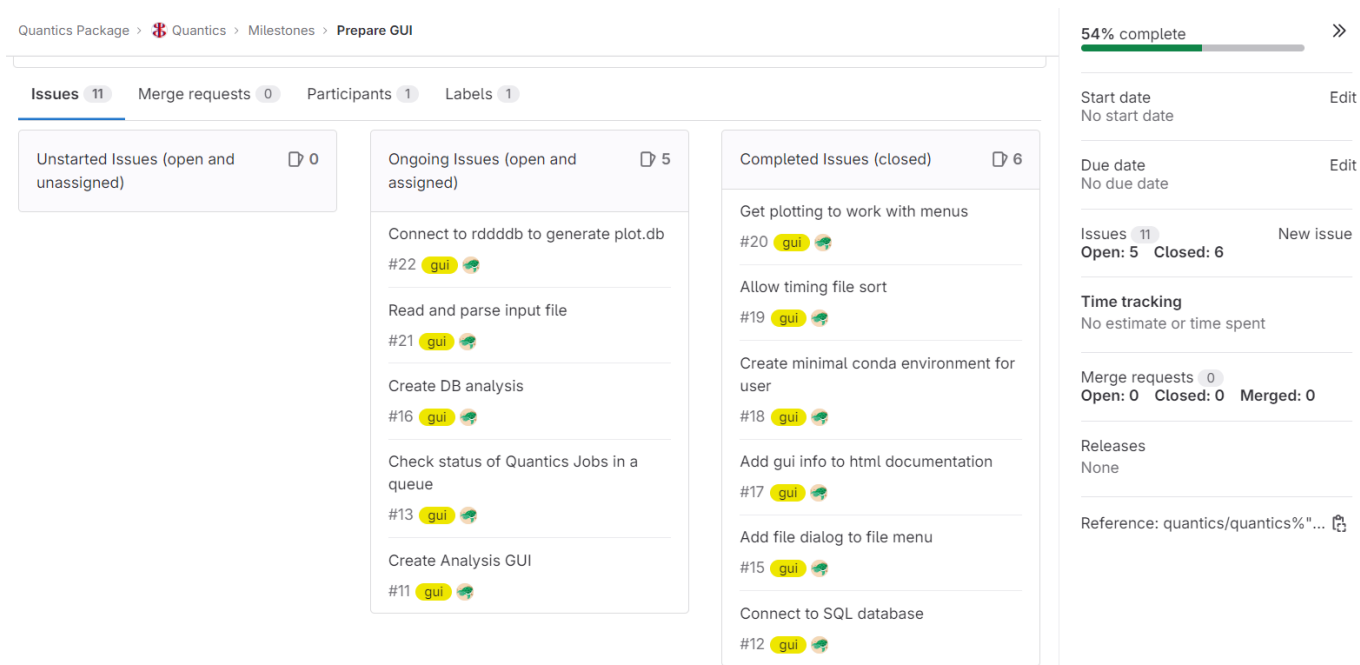 Quantics Package > Quantics > Milestones > Prepare GUI
Issues 11 Merge requests 0 Participants 1 Labels 1
Unstarted Issues (open and
unassigned)
0
Ongoing Issues (open and
assigned)
5
Connect to rddddb to generate plot.db
#22 gui
Read and parse input file
#21 gui
Create DB analysis
#16 gui
Check status of Quantics Jobs in a
queue
#13 gui
Create Analysis GUI
#11 gui
Completed Issues (closed)
6
Get plotting to work with menus
#20 gui
Allow timing file sort
#19 gui
Create minimal conda environment for
user
#18 gui
Add gui info to html documentation
#17 gui
Add file dialog to file menu
#15 gui
Connect to SQL database
#12 gui
54% complete
Start date Edit
No start date
Due date Edit
No due date
Issues 11 New issue
Open: 5 Closed: 6
Time tracking
No estimate or time spent
Merge requests 0
Open: 0 Closed: 0 Merged: 0
Releases
None
Reference: quantics/quantics%"...